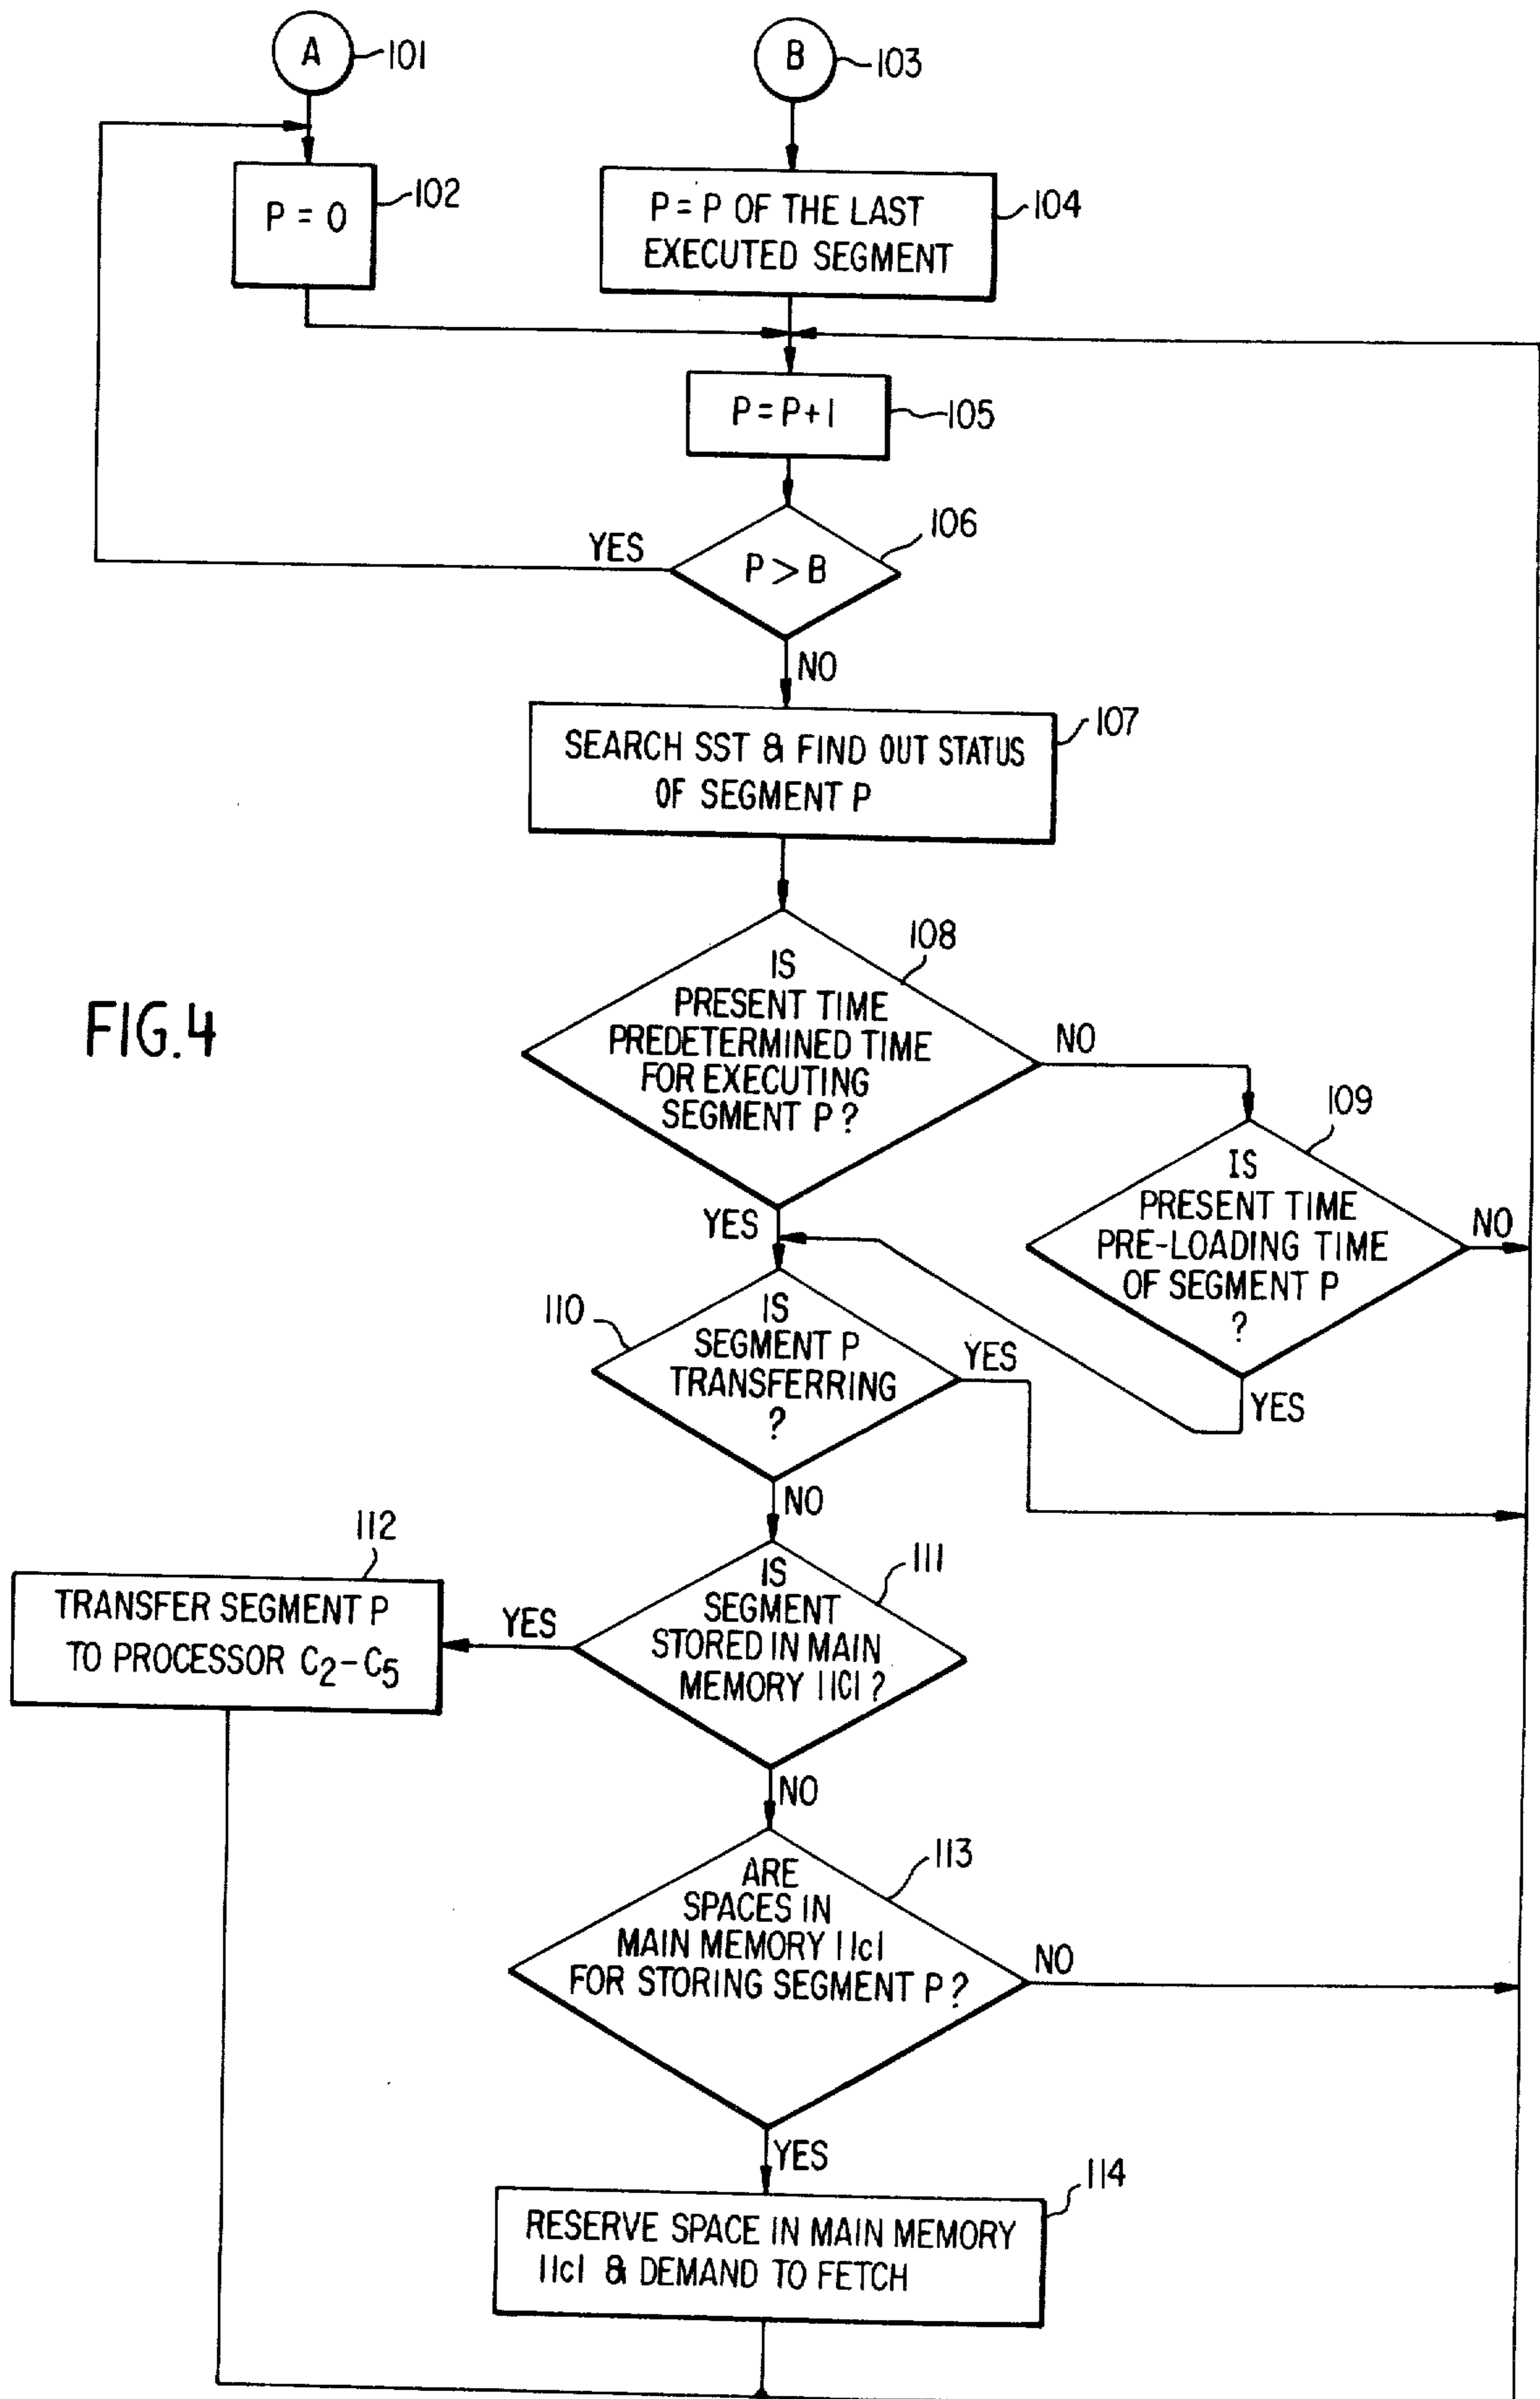 A
101
B
103
P = 0
102
P = P OF THE LAST
EXECUTED SEGMENT
104
P = P + 1
105
YES
P > B
106
NO
SEARCH SST & FIND OUT STATUS
OF SEGMENT P
107
FIG.4
IS
PRESENT TIME
PREDETERMINED TIME
FOR EXECUTING
SEGMENT P?
108
NO
YES
IS
PRESENT TIME
PRE-LOADING TIME
OF SEGMENT P
?
109
NO
YES
110
IS
SEGMENT P
TRANSFERRING
?
YES
NO
112
TRANSFER SEGMENT P
TO PROCESSOR C2-C5
YES
IS
SEGMENT
STORED IN MAIN
MEMORY 11C1?
111
NO
ARE
SPACES IN
MAIN MEMORY 11c1
FOR STORING SEGMENT P?
113
NO
YES
RESERVE SPACE IN MAIN MEMORY
11c1 & DEMAND TO FETCH
114